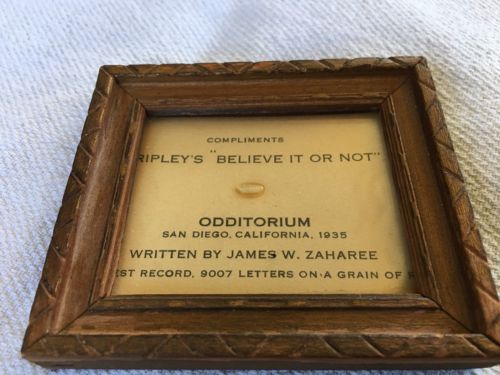 COMPLIMENTS
RIPLEY'S "BELIEVE IT OR NOT"
ODDITORIUM
SAN DIEGO, CALIFORNIA, 1935
WRITTEN BY JAMES W. ZAHAREE
EST RECORD, 9007 LETTERS ON A GRAIN OF